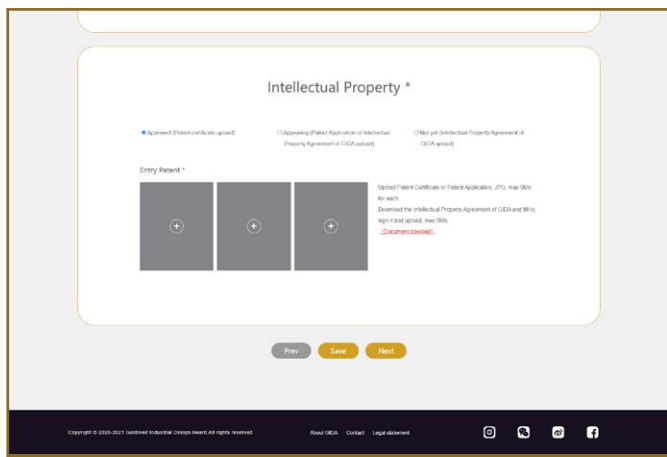 Intellectual Property *
Approved (Patent certificate upload)
Approving (Patent Application or Intellectual
Property Agreement of GIDA upload)
Not yet (Intellectual Property Agreement of
GIDA upload)
Entry Patent *
Upload Patent Certificate or Patent Application, JPG, max 5Mb
for each.
Download the Intellectual Property Agreement of GIDA and fill in,
sign it and upload, max 5Mb.
(Document
Prev
Save
Next
Copyright © 2020-2021 Goldreed Industrial Design Award.All rights reserved
About GIDA
Contact
Legal statement